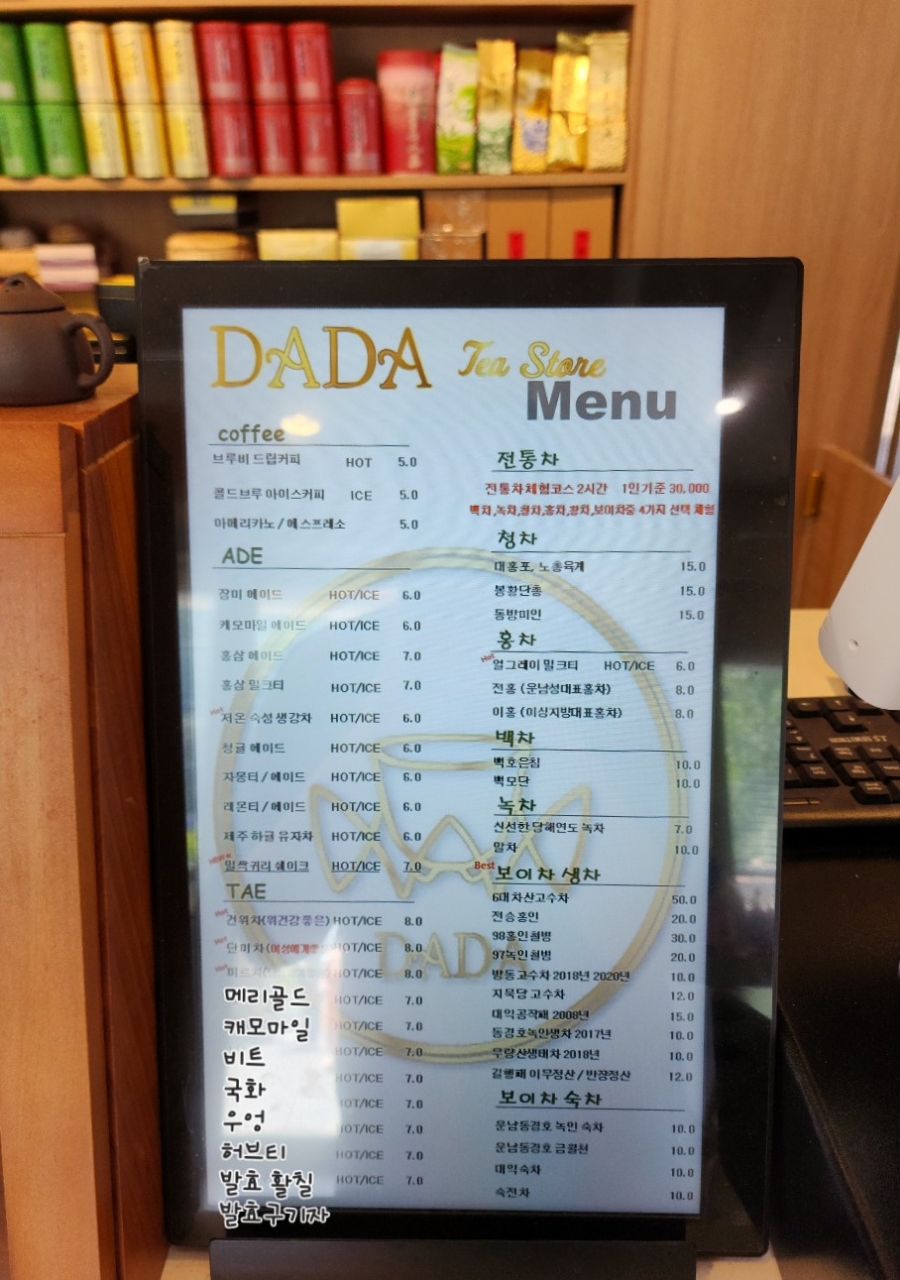 DADA Tea Store
Menu
coffee
브루비 드립커피 HOT 5.0
콜드브루 아이스커피 ICE 5.0
아메리카노 / 에스프레소 5.0
ADE
장미 에이드 HOT/ICE 6.0
캐모마일 에이드 HOT/ICE 6.0
홍삼 에이드 HOT/ICE 7.0
홍삼 밀크티 HOT/ICE 7.0
Hot 저온 숙성 생강차 HOT/ICE 6.0
청귤 에이드 HOT/ICE 6.0
자몽티 / 에이드 HOT/ICE 6.0
레몬티 / 에이드 HOT/ICE 6.0
제주 하귤 유자차 HOT/ICE 6.0
NEW 밀싹귀리 쉐이크 HOT/ICE 7.0
TAE
Hot 건위차(위건강 좋은) HOT/ICE 8.0
Hot 단미차(여성에게 HOT/ICE 8.0
HOT/ICE 8.0
메리골드 HOT/ICE 7.0
캐모마일 HOT/ICE 7.0
비트 HOT/ICE 7.0
국화 HOT/ICE 7.0
우엉 HOT/ICE 7.0
허브티 HOT/ICE 7.0
발효 황칠 HOT/ICE 7.0
발효구기자 HOT/ICE 7.0
전통차
전통차체험코스 2시간 1인기준 30,000
백차,녹차,청차,홍차,황차,보이차중 4가지 선택 체험
청차
대홍포, 노총육계 15.0
봉황단총 15.0
동방미인 15.0
홍차
Hot 얼그레이 밀크티 HOT/ICE 6.0
전홍 (운남성대표홍차) 8.0
이홍 (이싱지방대표홍차) 8.0
백차
백호은침 10.0
백모단 10.0
녹차
신선한 당해연도 녹차 7.0
말차 10.0
Best 보이차 생차
6대차산고수차 50.0
전승홍인 20.0
98홍인철병 30.0
97녹인철병 20.0
방동고수차 2018년 2020년 10.0
지묵당 고수차 12.0
대익공작패 2008년 15.0
동경호녹인생차 2017년 10.0
무량산생태차 2018년 10.0
길행패 이무정산 / 반장정산 12.0
보이차 숙차
운남동경호 녹인 숙차 10.0
운남동경호 금월천 10.0
대익숙차 10.0
숙전차 10.0
DADA